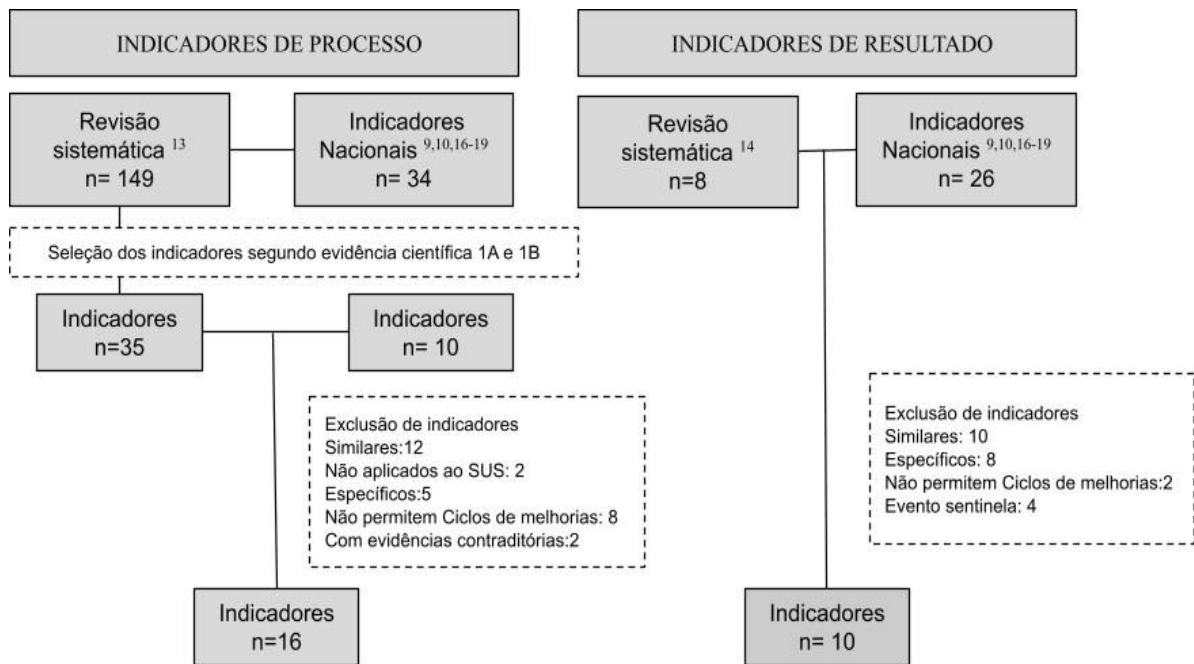 INDICADORES DE PROCESSO
INDICADORES DE RESULTADO
Revisão
sistemática 13
n= 149
Indicadores
Nacionais 9,10,16-19
n= 34
Revisão
sistemática 14
n=8
Indicadores
Nacionais 9,10,16-19
n= 26
Seleção dos indicadores segundo evidência científica 1A e 1B
Indicadores
n=35
Indicadores
n= 10
Exclusão de indicadores
Similares:12
Não aplicados ao SUS: 2
Específicos:5
Não permitem Ciclos de melhorias: 8
Com evidências contraditórias:2
Exclusão de indicadores
Similares: 10
Específicos: 8
Não permitem Ciclos de melhorias:2
Evento sentinela: 4
Indicadores
n=16
Indicadores
n= 10